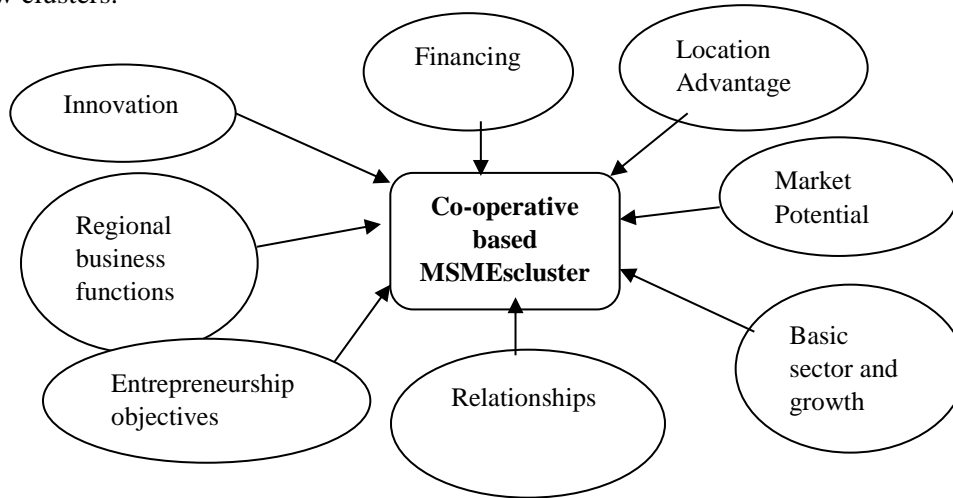 Financing
Location
Advantage
Innovation
Market
Potential
Co-operative
based
MSMEscluster
Regional
business
functions
Basic
sector and
growth
Entrepreneurship
objectives
Relationships